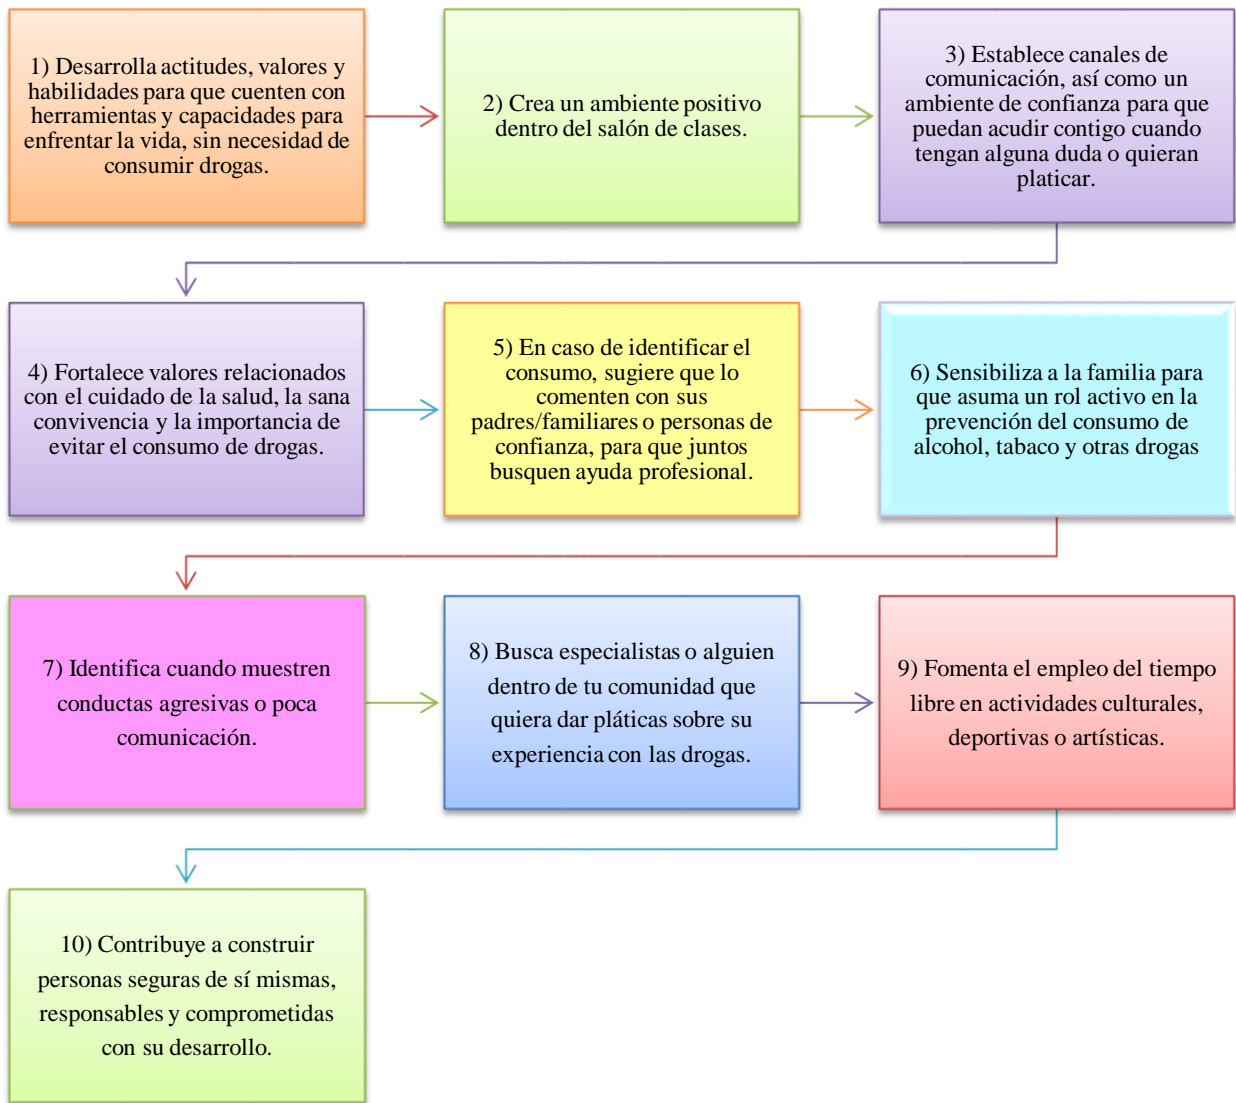 1) Desarrolla actitudes, valores y
habilidades para que cuenten con
herramientas y capacidades para
enfrentar la vida, sin necesidad de
consumir drogas.
2) Crea un ambiente positivo
dentro del salón de clases.
3) Establece canales de
comunicación, así como un
ambiente de confianza para que
puedan acudir contigo cuando
tengan alguna duda o quieran
platicar.
4) Fortalece valores relacionados
con el cuidado de la salud, la sana
convivencia y la importancia de
evitar el consumo de drogas.
5) En caso de identificar el
consumo, sugiere que lo
comenten con sus
padres/familiares o personas de
confianza, para que juntos
busquen ayuda profesional.
6) Sensibiliza a la familia para
que asuma un rol activo en la
prevención del consumo de
alcohol, tabaco y otras drogas
7) Identifica cuando muestren
conductas agresivas o poca
comunicación.
8) Busca especialistas o alguien
dentro de tu comunidad que
quiera dar pláticas sobre su
experiencia con las drogas.
9) Fomenta el empleo del tiempo
libre en actividades culturales,
deportivas o artísticas.
10) Contribuye a construir
personas seguras de sí mismas,
responsables y comprometidas
con su desarrollo.